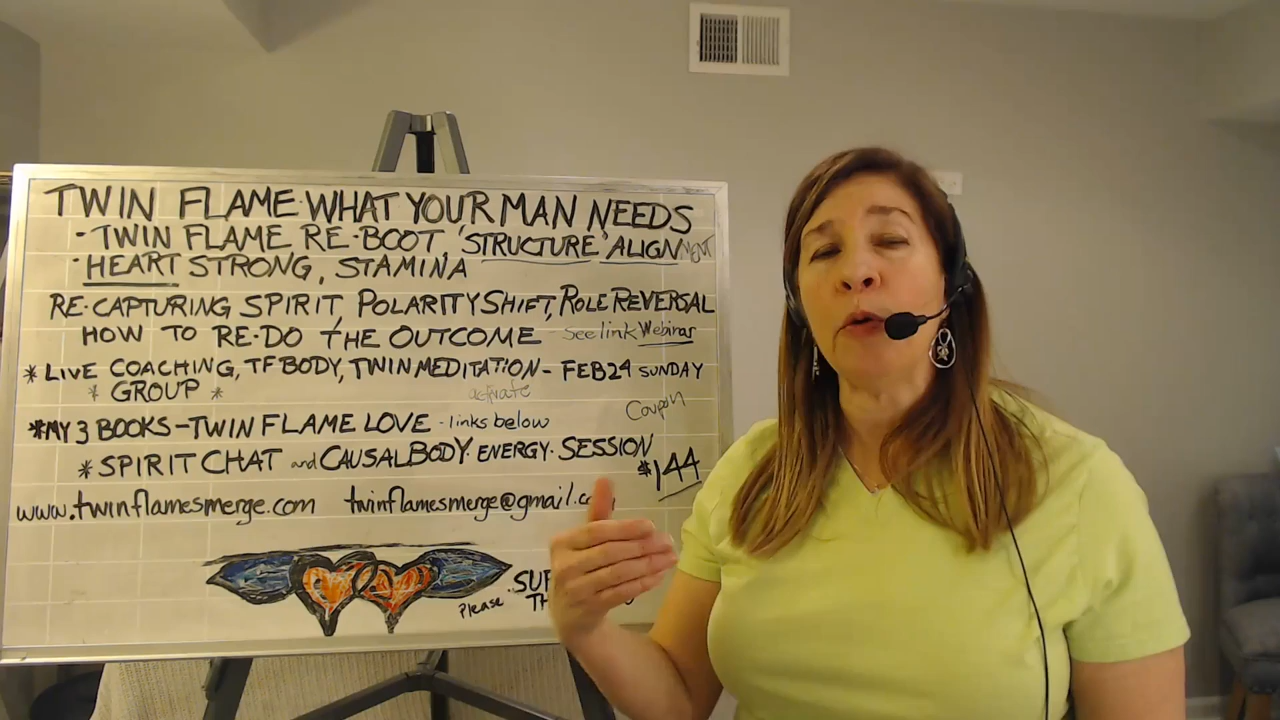 TWIN FLAME·WHAT YOUR MAN NEEDS
- TWIN FLAME RE-BOOT, 'STRUCTURE' ALIGNMENT
· HEART STRONG, STAMINA
RE-CAPTURING SPIRIT, POLARITY SHIFT, ROLE REVERSAL
HOW TO RE-DO THE OUTCOME - see link Webinar
* LIVE COACHING, TF BODY, TWIN MEDITATION - FEB 24 SUNDAY
* GROUP * activate
Coupon
* MY 3 BOOKS - TWIN FLAME LOVE - links below
* SPIRIT CHAT and CAUSAL BODY·ENERGY·SESSION
$144
www.twinflamesmerge.com twinflamesmerge@gmail.c
Please